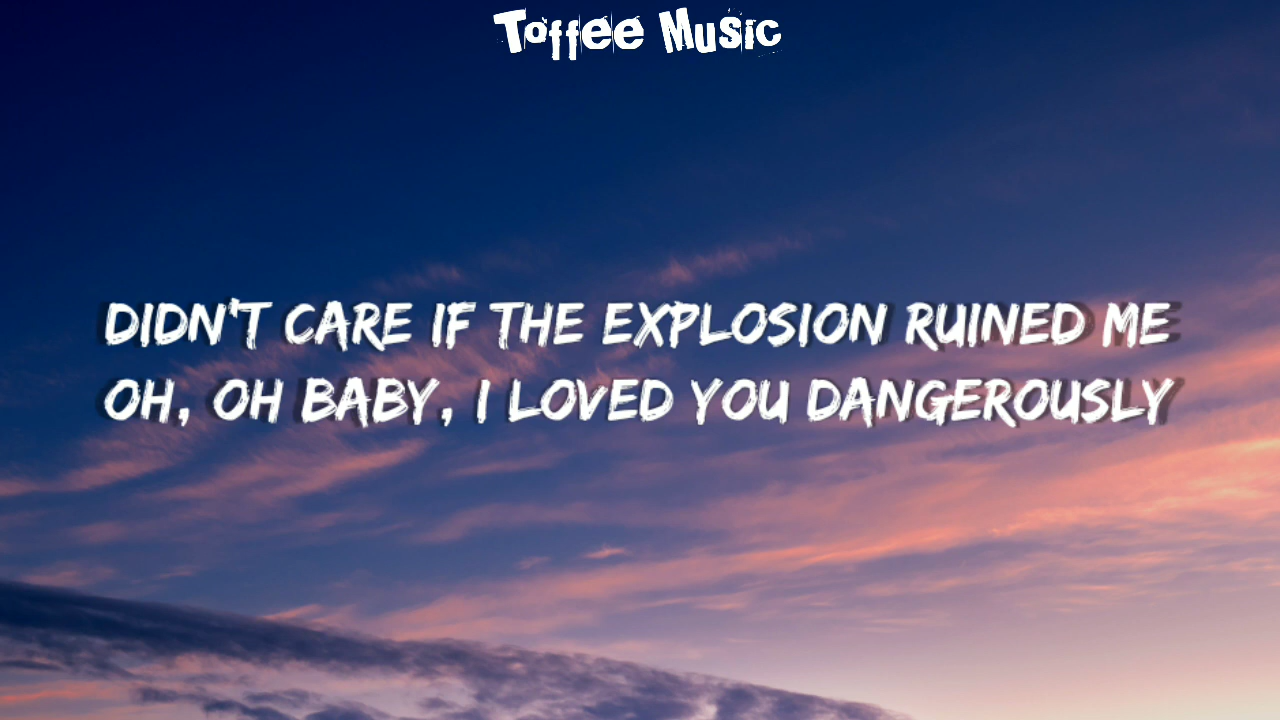 Toffee Music
DIDN'T CARE IF THE EXPLOSION RUINED ME
OH, OH BABY, I LOVED YOU DANGEROUSLY